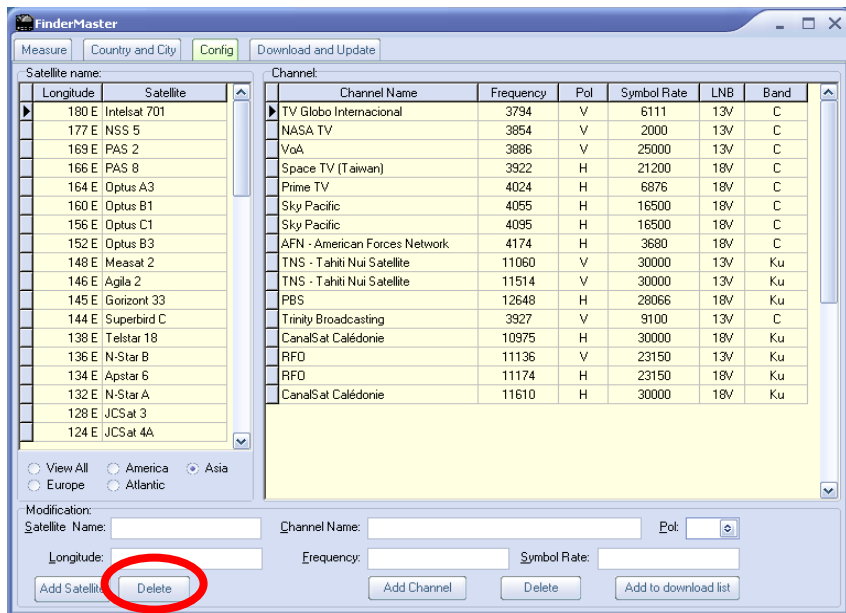 FinderMaster
Measure Country and City Config Download and Update
Satellite name:
Longitude Satellite
180 E Intelsat 701
177 E NSS 5
169 E PAS 2
166 E PAS 8
164 E Optus A3
160 E Optus B1
156 E Optus C1
152 E Optus B3
148 E Measat 2
146 E Agila 2
145 E Gorizont 33
144 E Superbird C
138 E Telstar 18
136 E N-Star B
134 E Apstar 6
132 E N-Star A
128 E JCSat 3
124 E JCSat 4A
View All America Asia
Europe Atlantic
Channel:
Channel Name Frequency Pol Symbol Rate LNB Band
TV Globo Internacional 3794 V 6111 13V C
NASA TV 3854 V 2000 13V C
VoA 3886 V 25000 13V C
Space TV (Taiwan) 3922 H 21200 18V C
Prime TV 4024 H 6876 18V C
Sky Pacific 4055 H 16500 18V C
Sky Pacific 4095 H 16500 18V C
AFN - American Forces Network 4174 H 3680 18V C
TNS - Tahiti Nui Satellite 11060 V 30000 13V Ku
TNS - Tahiti Nui Satellite 11514 V 30000 13V Ku
PBS 12648 H 28066 18V Ku
Trinity Broadcasting 3927 V 9100 13V C
CanalSat Calédonie 10975 H 30000 18V Ku
RFO 11136 V 23150 13V Ku
RFO 11174 H 23150 18V Ku
CanalSat Calédonie 11610 H 30000 18V Ku
Modification:
Satellite Name: Channel Name: Pol:
Longitude: Frequency: Symbol Rate:
Add Satellite Delete Add Channel Delete Add to download list